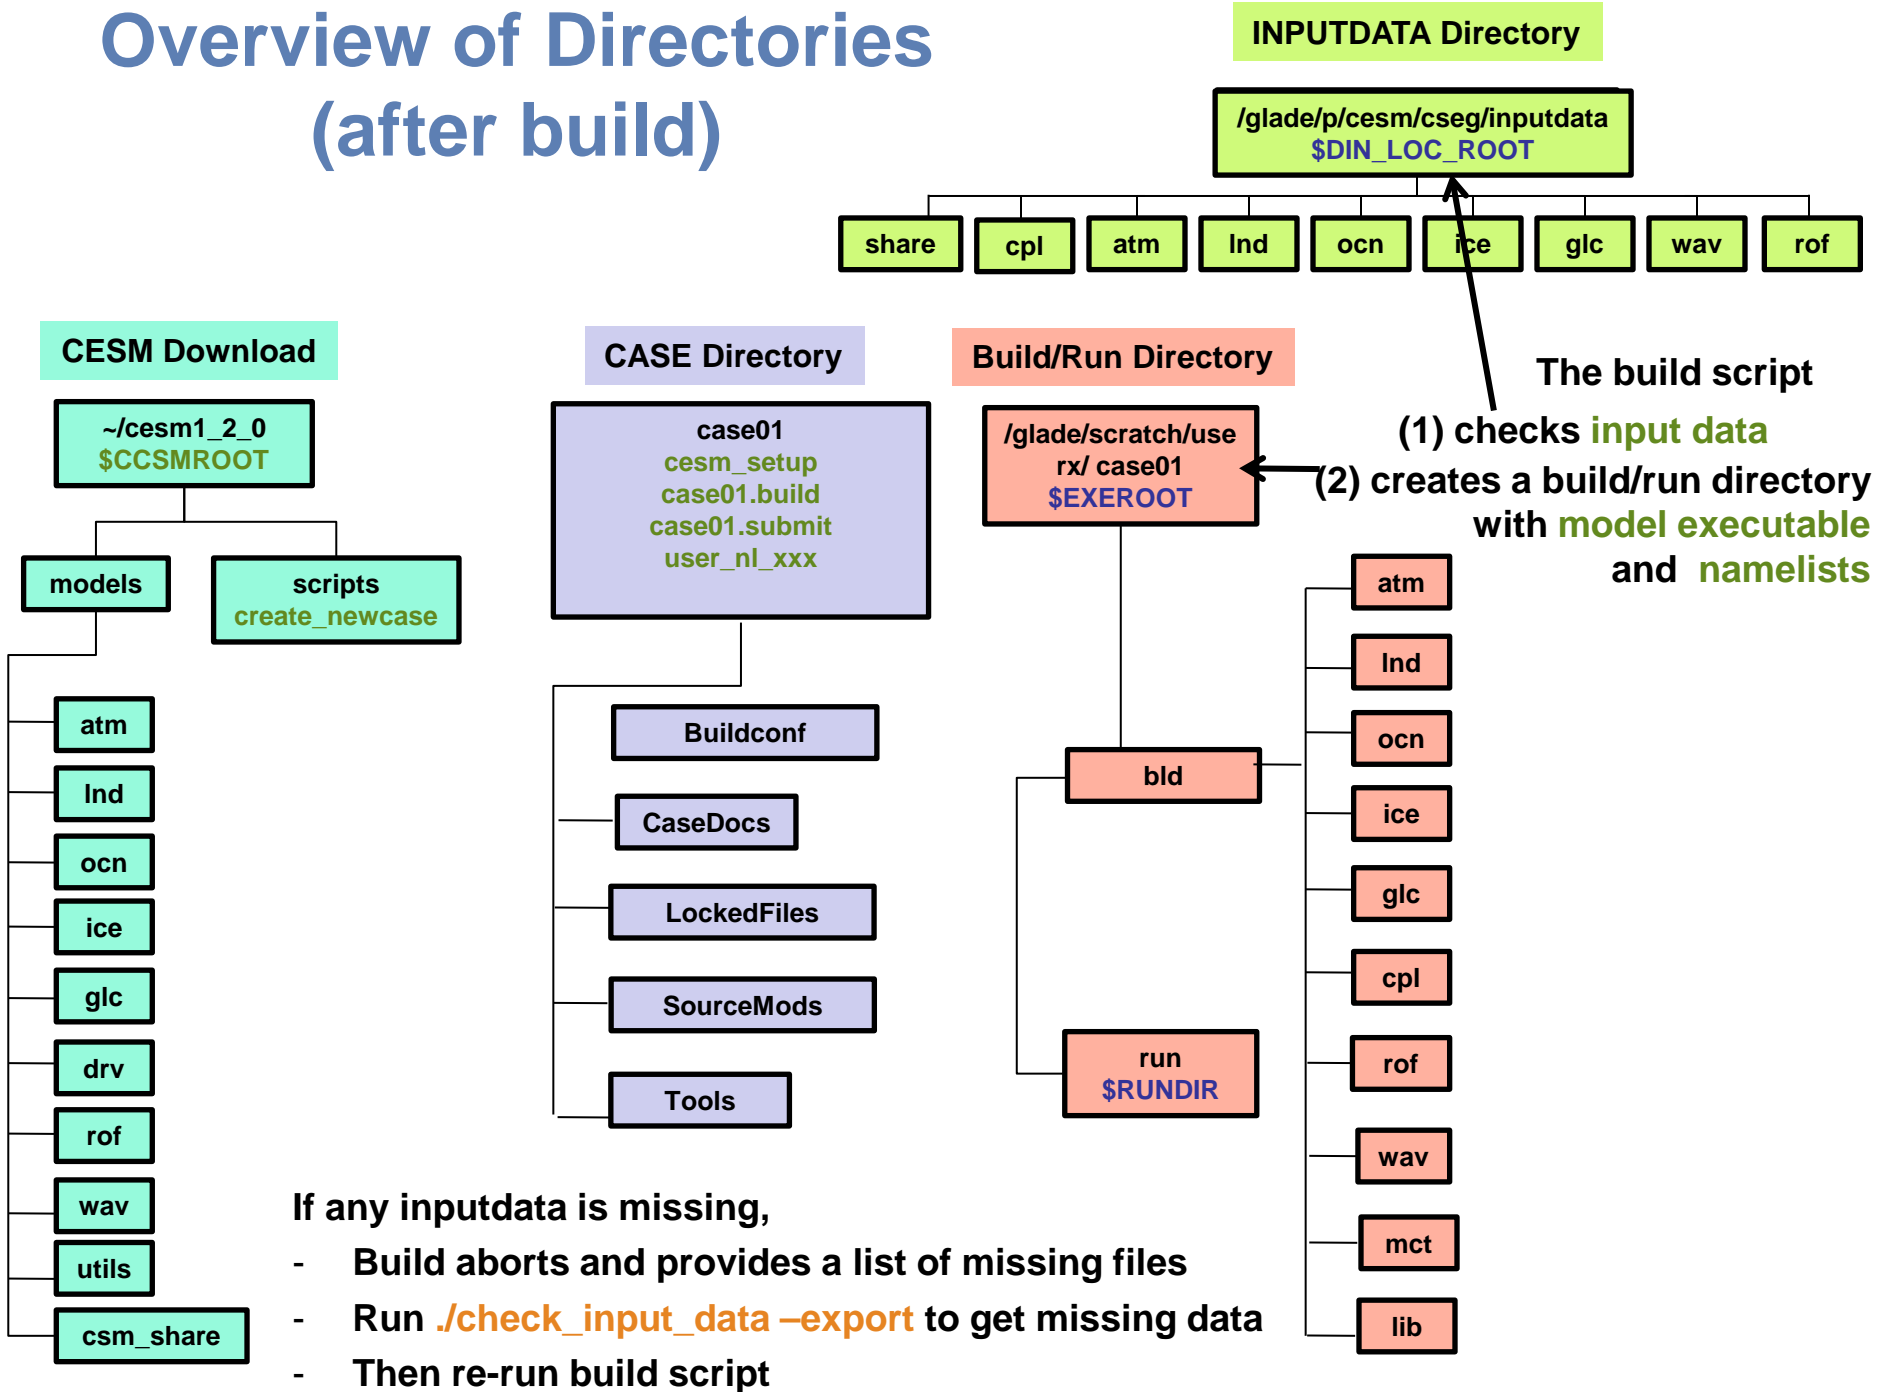 Overview of Directories
(after build)
INPUTDATA Directory
/glade/p/cesm/cseg/inputdata
$DIN_LOC_ROOT
share
cpl
atm
lnd
ocn
ice
glc
wav
rof
CESM Download
~/cesm1_2_0
$CCSMROOT
models
scripts
create_newcase
atm
lnd
ocn
ice
glc
drv
rof
wav
utils
csm_share
CASE Directory
case01
cesm_setup
case01.build
case01.submit
user_nl_xxx
Buildconf
CaseDocs
LockedFiles
SourceMods
Tools
Build/Run Directory
/glade/scratch/use
rx/ case01
$EXEROOT
bld
run
$RUNDIR
atm
lnd
ocn
ice
glc
cpl
rof
wav
mct
lib
The build script
(1) checks input data
(2) creates a build/run directory
with model executable
and namelists
If any inputdata is missing,
- Build aborts and provides a list of missing files
- Run ./check_input_data –export to get missing data
- Then re-run build script